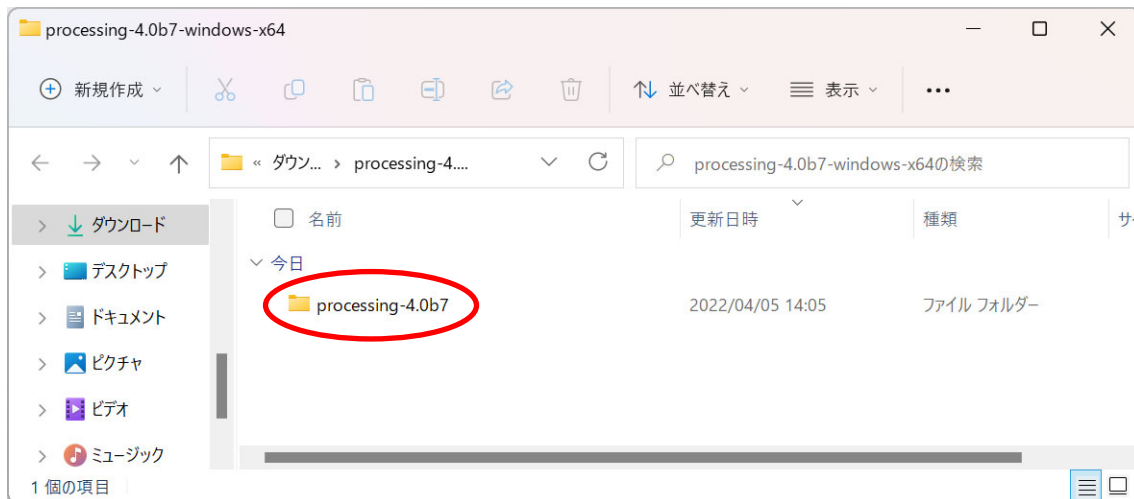 processing-4.0b7-windows-x64
新規作成
並べ替え
表示
« ダウン... › processing-4....
processing-4.0b7-windows-x64の検索
ダウンロード
デスクトップ
ドキュメント
ピクチャ
ビデオ
ミュージック
名前 更新日時 種類 サ
今日
processing-4.0b7 2022/04/05 14:05 ファイル フォルダー
1 個の項目